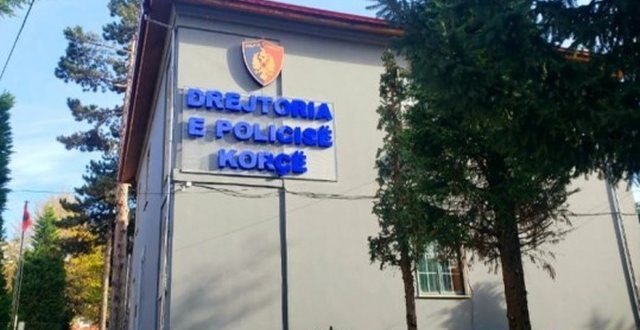 DREJTORIA
E POLICISË
KORÇË